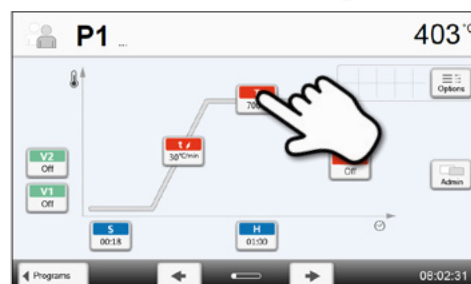 P1 ...
403 °C
Options
t
30°C/min
V2
Off
Off
V1
Off
Admin
S
00:18
H
01:00
Programs
08:02:31